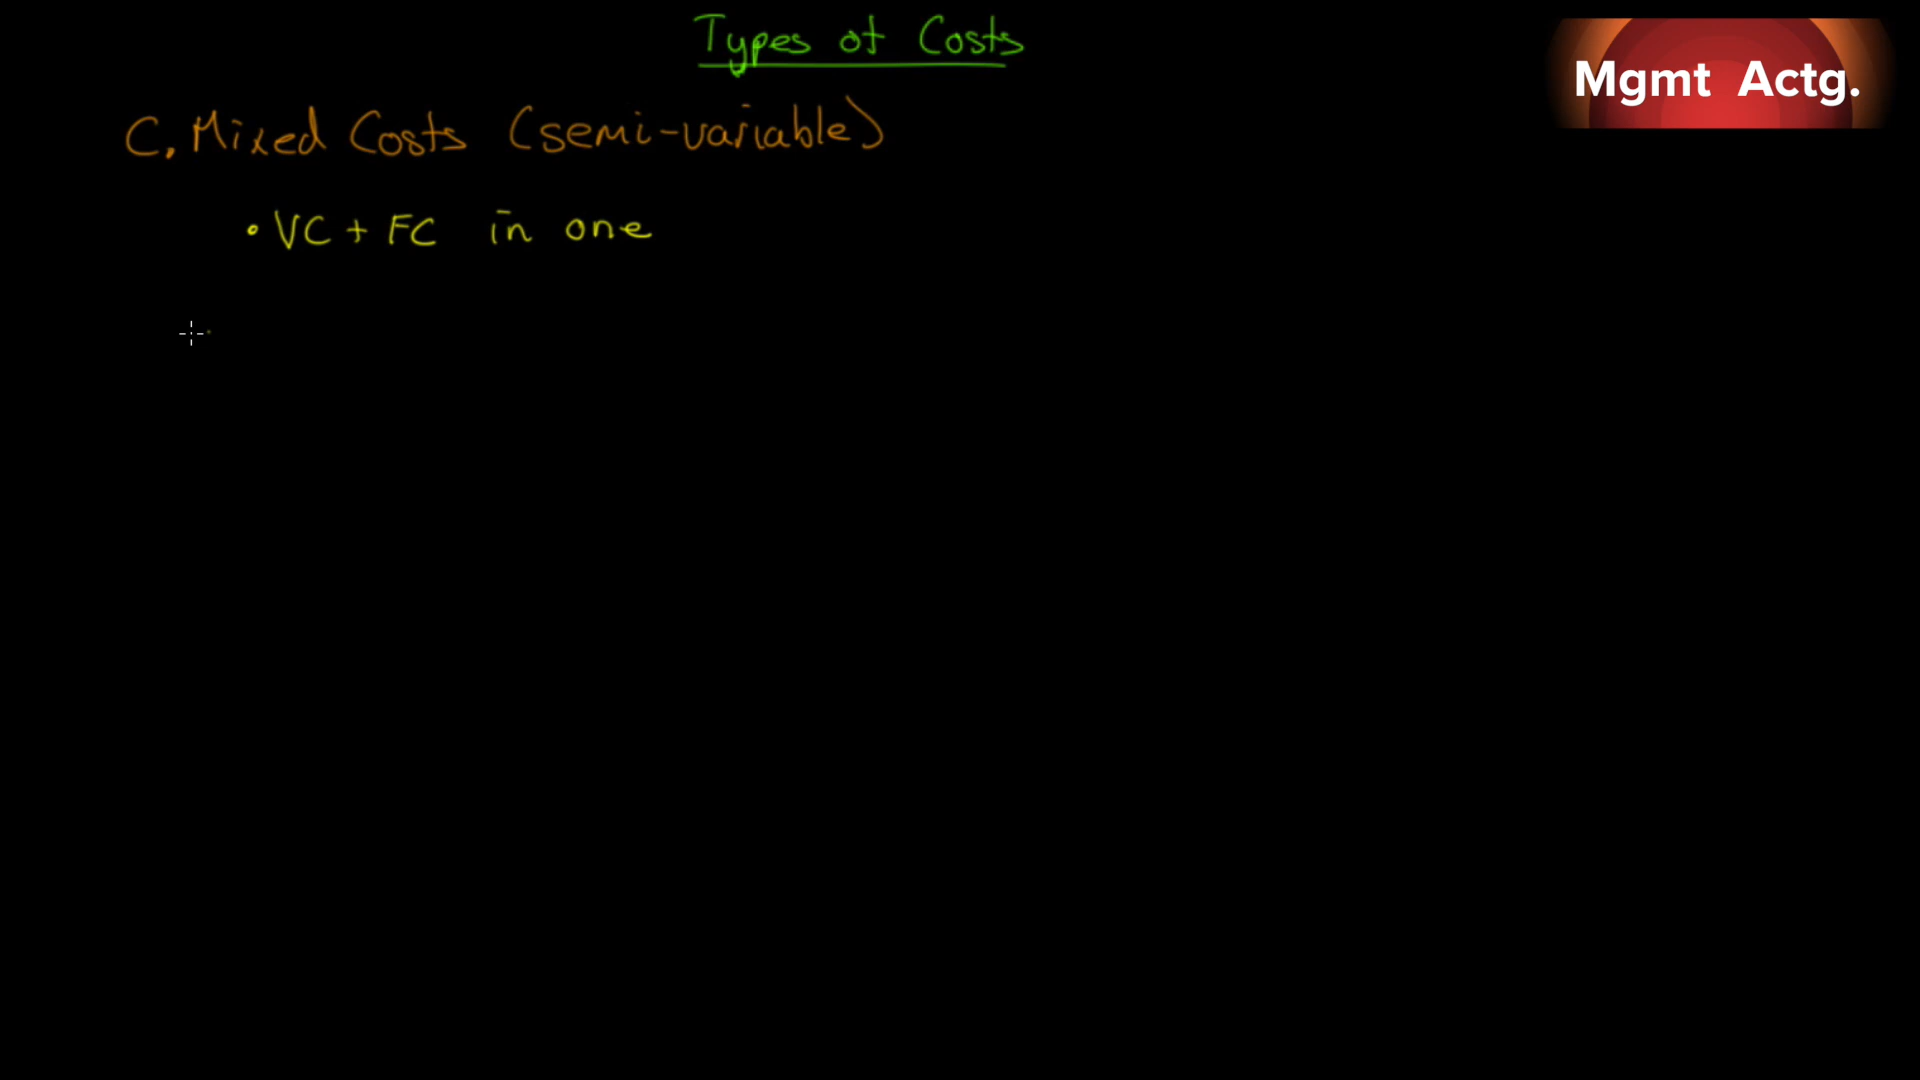 Types of Costs
Mgmt Actg.
C. Mixed Costs (semi-variable)
• VC + FC in one